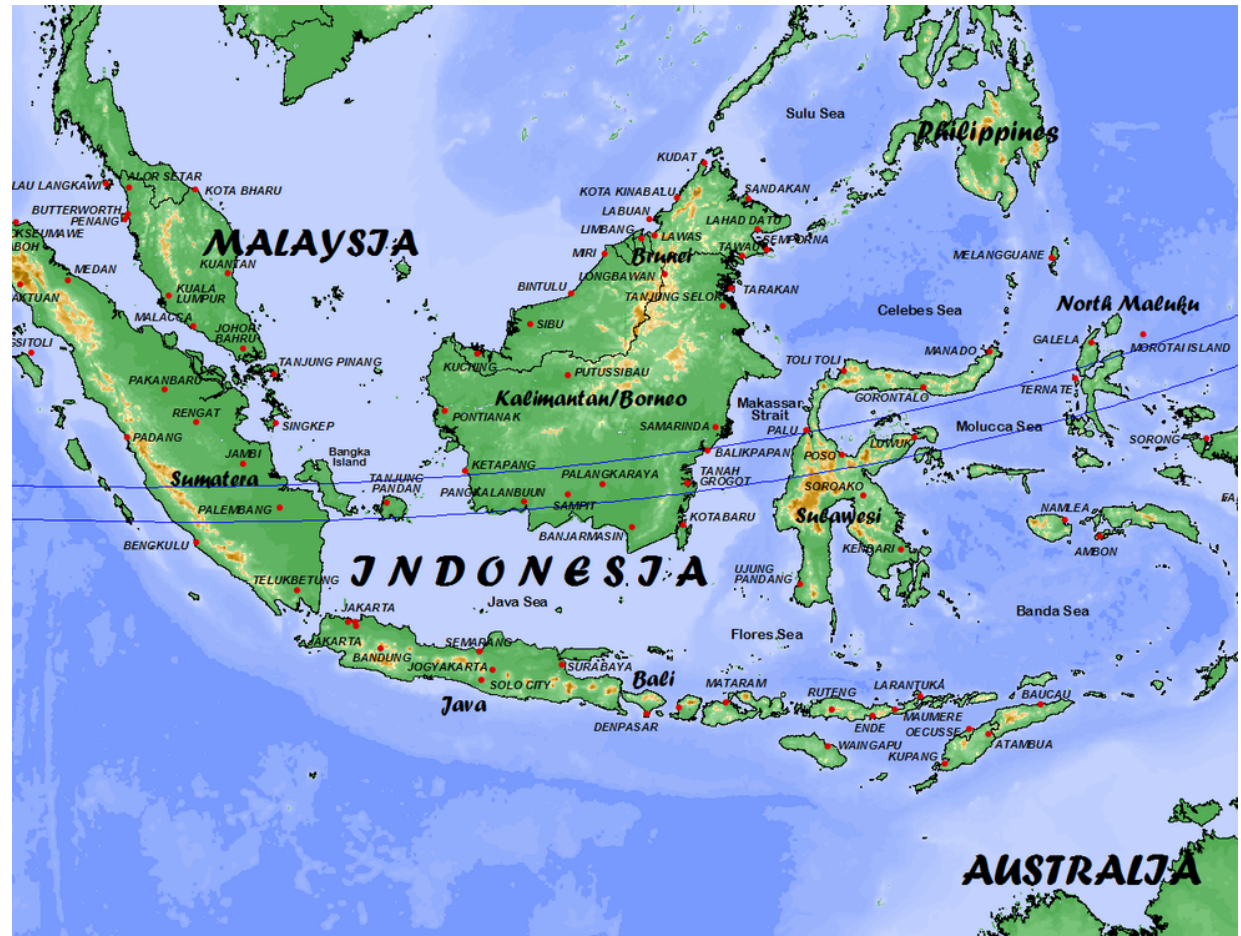 Sulu Sea
Philippines
KUDAT
ALOR SETAR
LAU LANGKAWI
KOTA BHARU
KOTA KINABALU
SANDAKAN
BUTTERWORTH
PENANG
LABUAN
LAHAD DATU
CKSEUMAWE
LIMBANG
LAWAS
SEMPORNA
BOH
MALAYSIA
MIRI
Brunei
TAWAU
MELANGGUANE
MEDAN
KUANTAN
LONGBAWAN
AKTUAN
KUALA
LUMPUR
BINTULU
TANJUNG SELOR
TARAKAN
North Maluku
MALACCA
SIBU
Celebes Sea
JOHOR
BAHRU
GALELA
MOROTAI ISLAND
GSITOLI
MANADO
TANJUNG PINANG
KUCHING
TOLI TOLI
PAKANBARU
PUTUSSIBAU
TERNATE
Kalimantan/Borneo
GORONTALO
Makassar
Strait
RENGAT
PONTIANAK
SINGKEP
SAMARINDA
PALU
Molucca Sea
PADANG
LUWUK
SORONG
Bangka
Island
BALIKPAPAN
POSO
JAMBI
KETAPANG
Sumatera
TANJUNG
PANDAN
PALANGKARAYA
TANAH
GROGOT
SOROAKO
PANGKALANBUUN
PALEMBANG
SAMPIT
Sulawesi
NAMLEA
KOTABARU
BANJARMASIN
BENGKULU
KENDARI
AMBON
INDONESIA
TELUKBETUNG
UJUNG
PANDANG
Java Sea
JAKARTA
Banda Sea
JAKARTA
SEMARANG
Flores Sea
BANDUNG
JOGYAKARTA
SURABAYA
Bali
SOLO CITY
MATARAM
RUTENG
LARANTUKA
BAUCAU
Java
DENPASAR
ENDE
MAUMERE
OECUSSE
WAINGAPU
ATAMBUA
KUPANG
AUSTRALIA